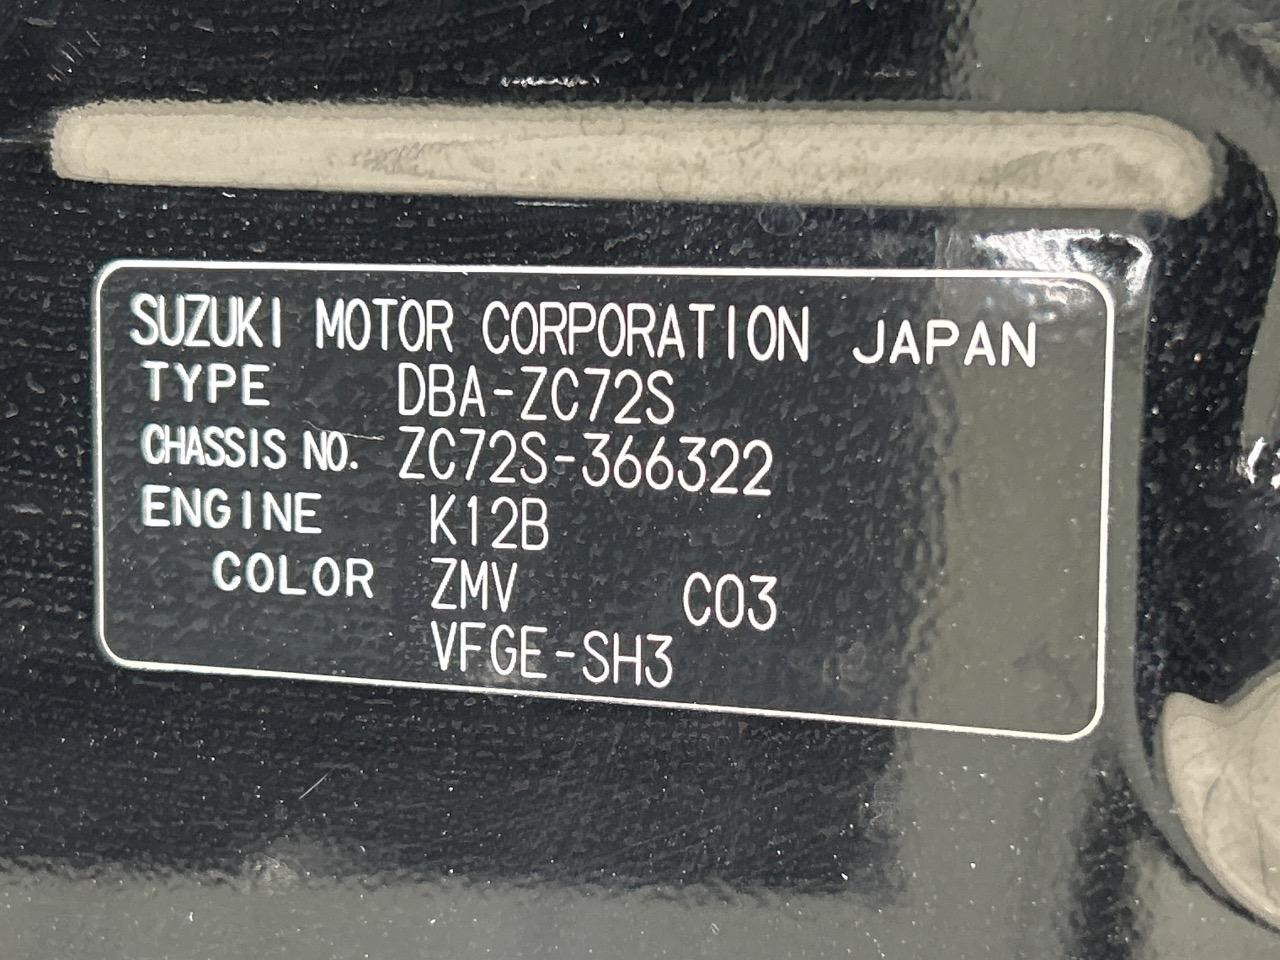 SUZUKI MOTOR CORPORATION JAPAN
TYPE DBA-ZC72S
CHASSIS NO. ZC72S-366322
ENGINE K12B
COLOR ZMV C03
VFGE-SH3